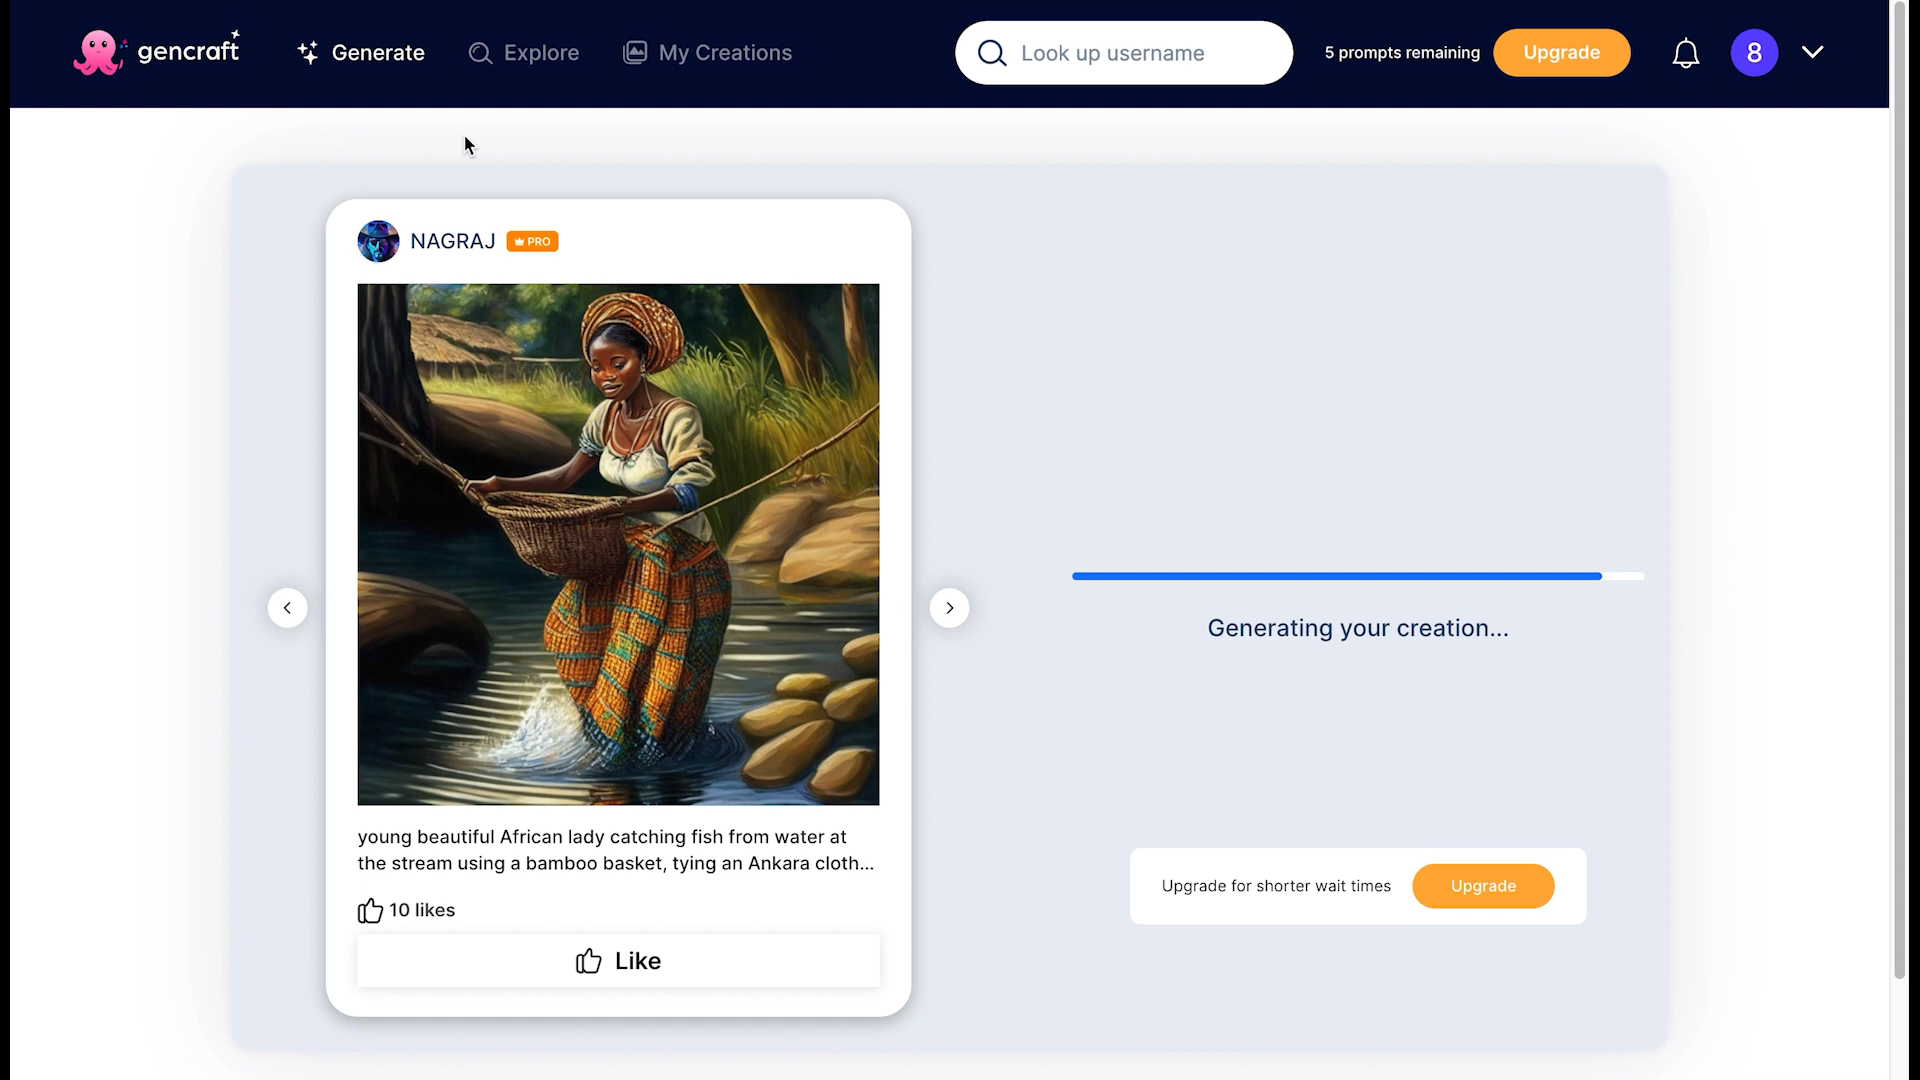 gencraft
Generate
Explore
My Creations
Look up username
5 prompts remaining
Upgrade
8
NAGRAJ
PRO
young beautiful African lady catching fish from water at
the stream using a bamboo basket, tying an Ankara cloth...
10 likes
Like
Generating your creation...
Upgrade for shorter wait times
Upgrade